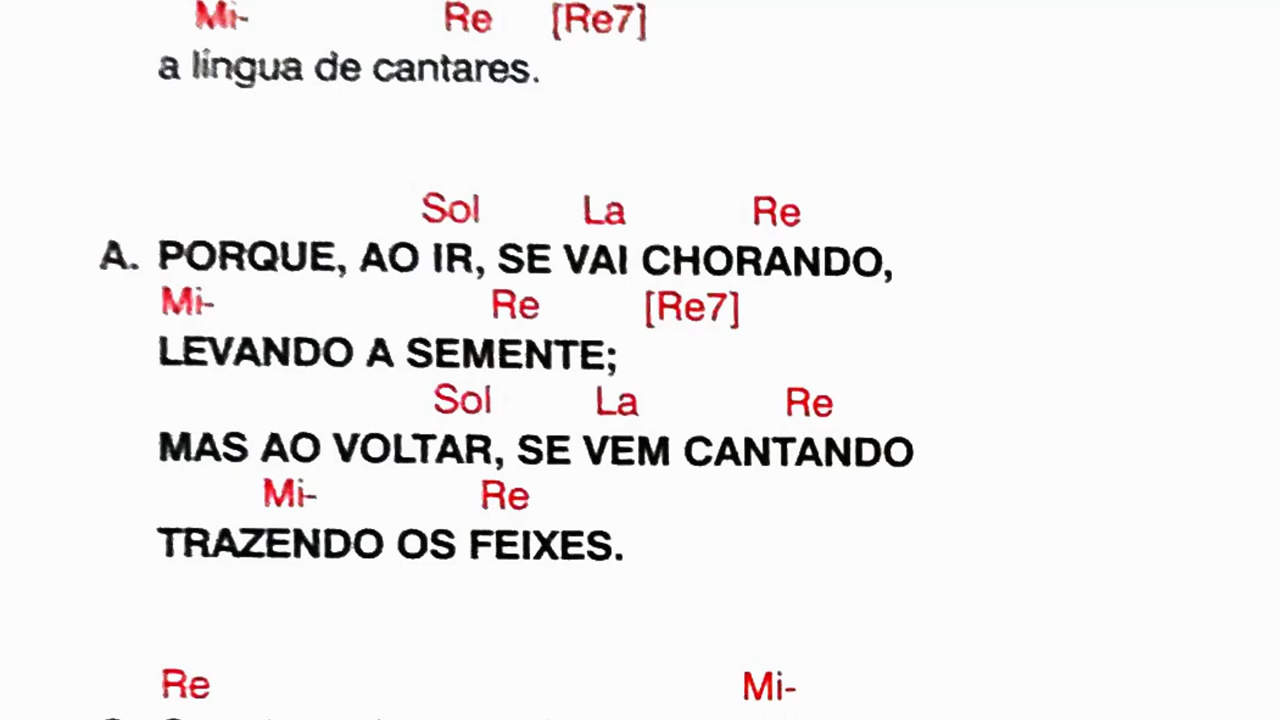 Mi- Re [Re7]
a língua de cantares.
Sol La Re
A. PORQUE, AO IR, SE VAI CHORANDO,
Mi- Re [Re7]
LEVANDO A SEMENTE;
Sol La Re
MAS AO VOLTAR, SE VEM CANTANDO
Mi- Re
TRAZENDO OS FEIXES.
Re Mi-